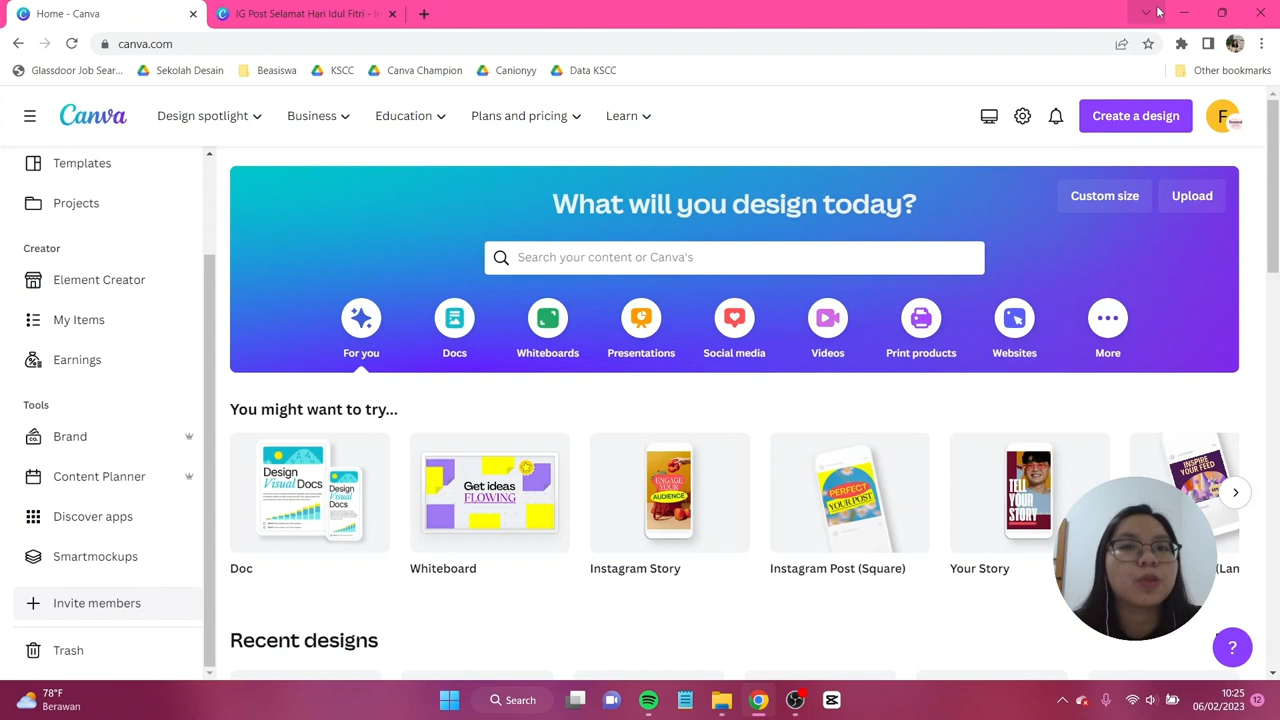 Home - Canva
IG Post Selamat Hari Idul Fitri - In
canva.com
Glassdoor Job Sear...
Sekolah Desain
Beasiswa
KSCC
Canva Champion
Canionyy
Data KSCC
Other bookmarks
Canva
Design spotlight
Business
Education
Plans and pricing
Learn
Create a design
F
Templates
Projects
Creator
Element Creator
My Items
Earnings
Tools
Brand
Content Planner
Discover apps
Smartmockups
Invite members
Trash
What will you design today?
Custom size
Upload
Search your content or Canva's
For you
Docs
Whiteboards
Presentations
Social media
Videos
Print products
Websites
More
You might want to try...
Design
Visual Docs
Design
Visual
Docs
Get ideas
FLOWING
ENGAGE
YOUR
AUDIENCE
PERFECT
YOUR POST
TELL
YOUR
STORY
INSPIRE
YOUR FEED
Doc
Whiteboard
Instagram Story
Instagram Post (Square)
Your Story
(Lan
Recent designs
?
78°F
Berawan
Search
10:25
06/02/2023
12